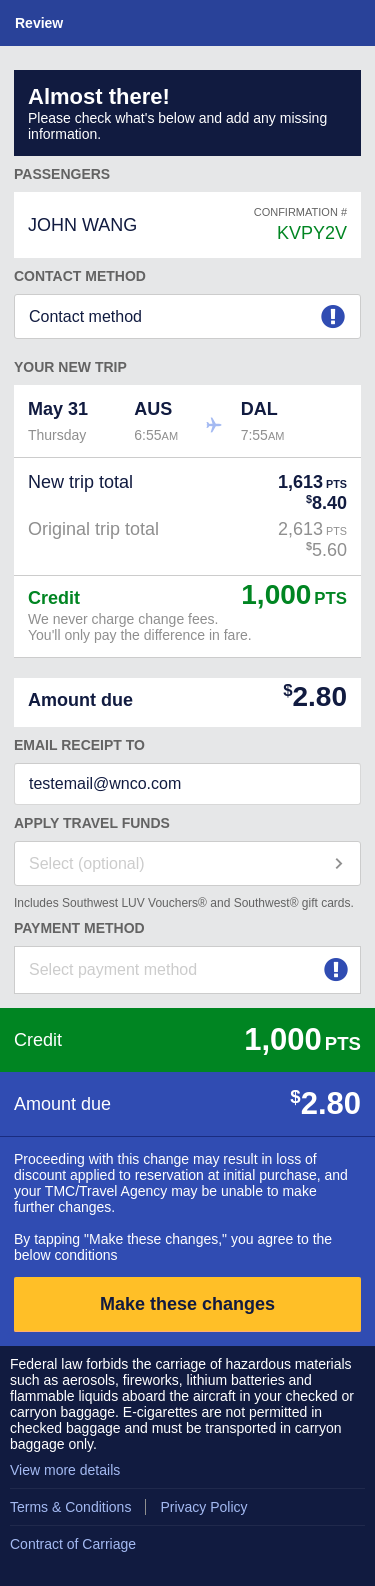 Review
Almost there!
Please check what's below and add any missing
information.
PASSENGERS
CONFIRMATION #
JOHN WANG
KVPY2V
CONTACT METHOD
Contact method
YOUR NEW TRIP
May 31 AUS DAL
Thursday 6:55AM 7:55AM
New trip total 1,613 PTS
$8.40
Original trip total 2,613 PTS
$5.60
Credit 1,000 PTS
We never charge change fees.
You'll only pay the difference in fare.
Amount due $2.80
EMAIL RECEIPT TO
testemail@wnco.com
APPLY TRAVEL FUNDS
Select (optional)
Includes Southwest LUV Vouchers® and Southwest® gift cards.
PAYMENT METHOD
Select payment method
Credit 1,000 PTS
Amount due $2.80
Proceeding with this change may result in loss of
discount applied to reservation at initial purchase, and
your TMC/Travel Agency may be unable to make
further changes.
By tapping "Make these changes," you agree to the
below conditions
Make these changes
Federal law forbids the carriage of hazardous materials
such as aerosols, fireworks, lithium batteries and
flammable liquids aboard the aircraft in your checked or
carryon baggage. E-cigarettes are not permitted in
checked baggage and must be transported in carryon
baggage only.
View more details
Terms & Conditions Privacy Policy
Contract of Carriage